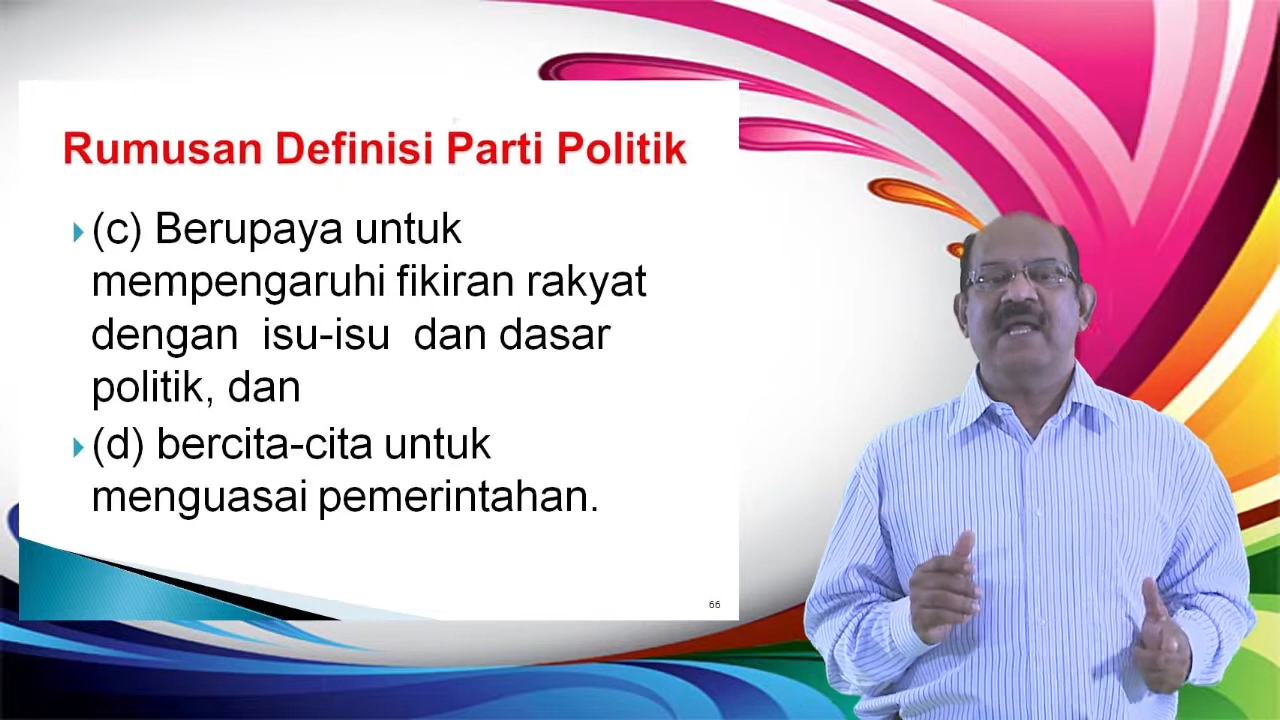 Rumusan Definisi Parti Politik
(c) Berupaya untuk
mempengaruhi fikiran rakyat
dengan isu-isu dan dasar
politik, dan
(d) bercita-cita untuk
menguasai pemerintahan.
66